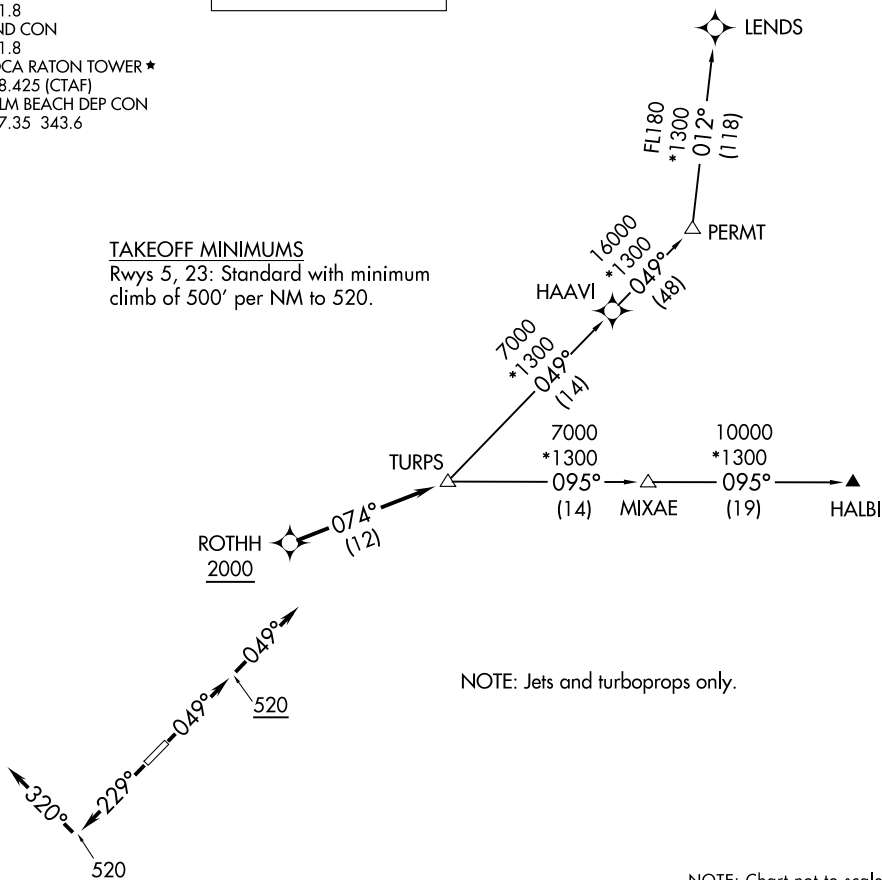 1.8
ND CON
1.8
OCA RATON TOWER ★
8.425 (CTAF)
LM BEACH DEP CON
7.35 343.6
TAKEOFF MINIMUMS
Rwys 5, 23: Standard with minimum
climb of 500' per NM to 520.
LENDS
FL180
*1300
012°
(118)
PERMT
16000
*1300
049°
(48)
HAAVI
7000
*1300
049°
(14)
TURPS
7000
*1300
095°
(14)
MIXAE
10000
*1300
095°
(19)
HALBI
074°
(12)
ROTHH
2000
049°
520
049°
229°
320°
520
NOTE: Jets and turboprops only.
NOTE: Chart not to scale